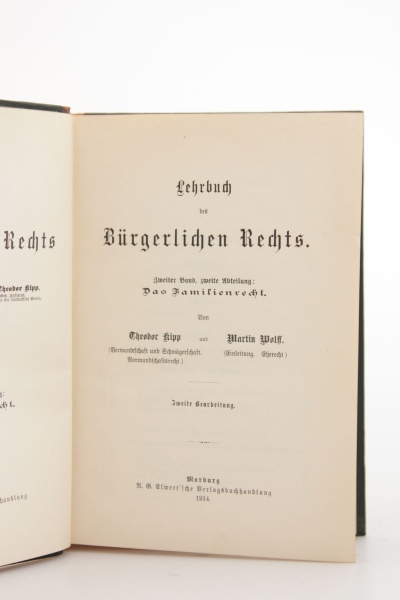 Rechts
Theodor Kipp,
handlung
Lehrbuch
des
Bürgerlichen Rechts.
Zweiter Band, zweite Abteilung:
Das Familienrecht.
Von
Theodor Kipp und Martin Wolff
(Verwandtschaft und Schwägerschaft. (Einleitung. Eherecht.)
Vormundschaftsrecht.)
Zweite Bearbeitung.
Marburg
N. G. Elwert'sche Verlagsbuchhandlung
1914.